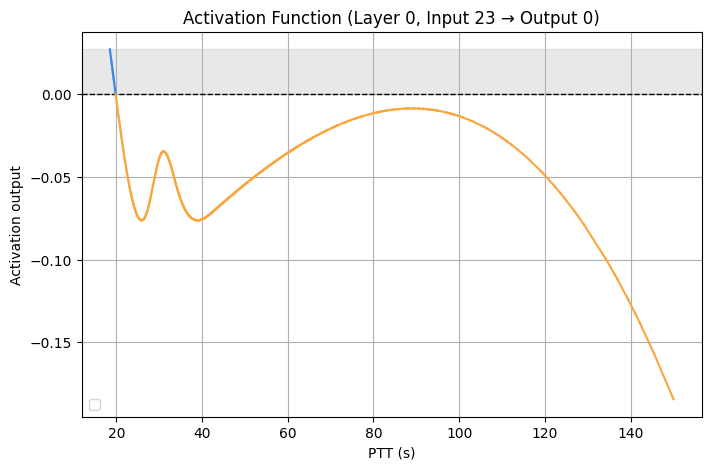 Activation Function (Layer 0, Input 23 → Output 0)
Activation output
0.00
−0.05
−0.10
−0.15
20 40 60 80 100 120 140
PTT (s)